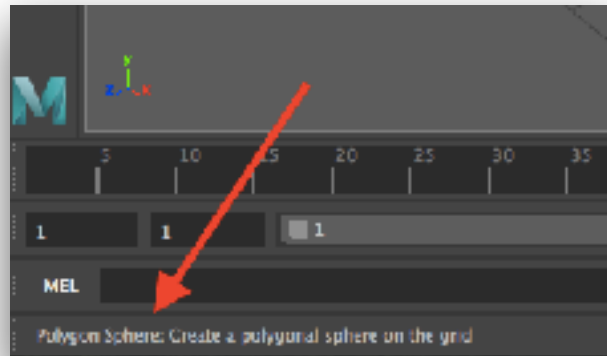 M
y
z x
5 10 15 20 25 30 35
1 1 1
MEL
Polygon Sphere: Create a polygonal sphere on the grid